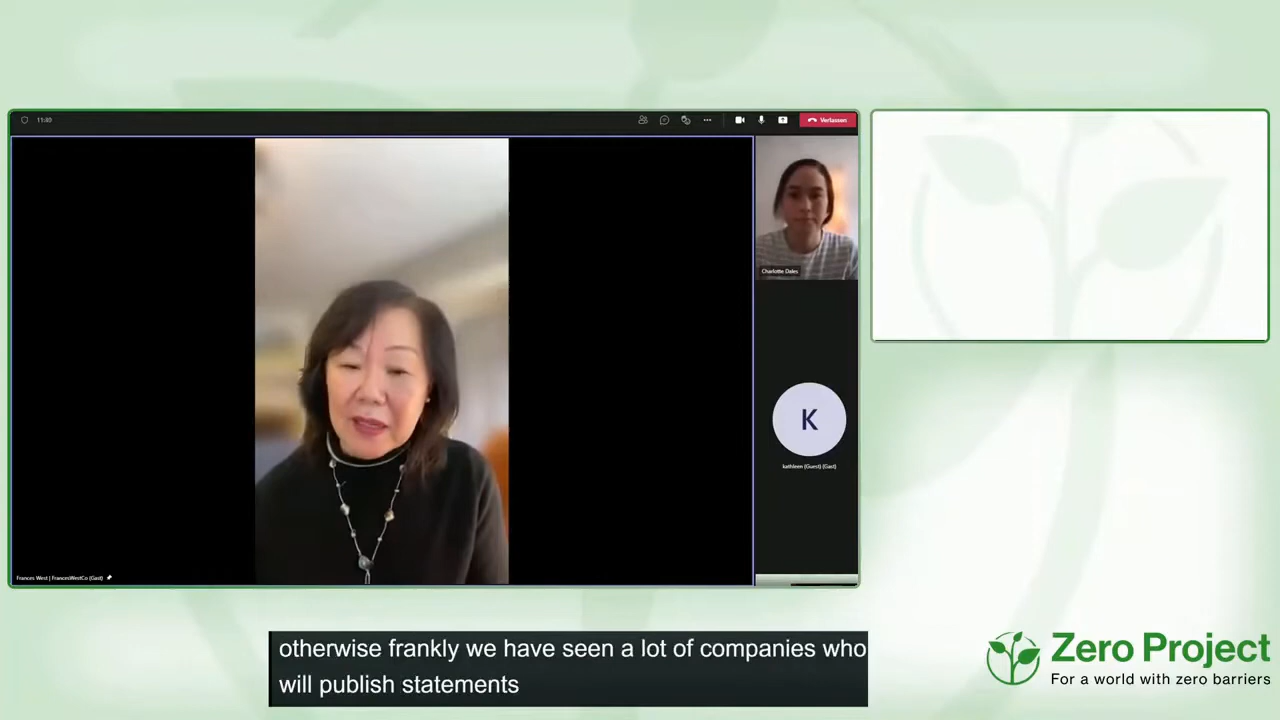 11:40
Verlassen
Charlotte Dales
K
kathleen (Guest) (Gast)
Frances West | FrancesWestCo (Gast)
otherwise frankly we have seen a lot of companies who
will publish statements
Zero Project
For a world with zero barriers